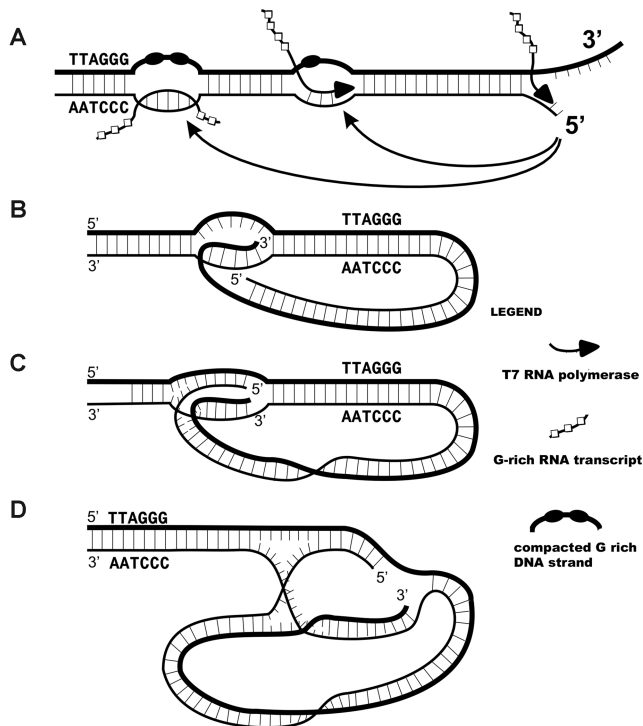 A
TTAGGG
AATCCC
3’
5’
B
5’
3’
TTAGGG
AATCCC
3’
5’
LEGEND
T7 RNA polymerase
C
5’
3’
TTAGGG
AATCCC
5’
3’
G-rich RNA transcript
D
5’ TTAGGG
3’ AATCCC
5’
3’
compacted G rich
DNA strand